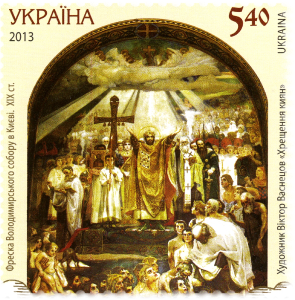 УКРАЇНА
2013
5.40
UKRAINA
Фреска Володимирського собору в Києві. XIX ст.
Художник Віктор Васнецов «Хрещення киян»